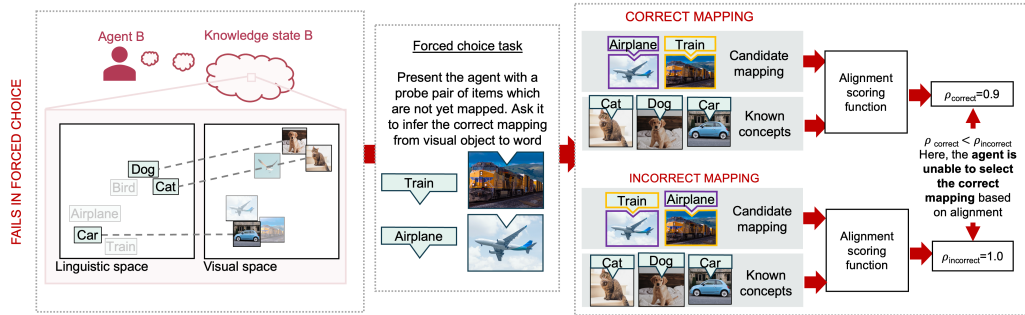 FAILS IN FORCED CHOICE
Agent B
Knowledge state B
Dog
Bird
Cat
Airplane
Car
Train
Linguistic space
Visual space
Forced choice task
Present the agent with a
probe pair of items which
are not yet mapped. Ask it
to infer the correct mapping
from visual object to word
Train
Airplane
CORRECT MAPPING
Airplane
Train
Candidate
mapping
Cat
Dog
Car
Known
concepts
Alignment
scoring
function
ρcorrect=0.9
ρ correct < ρincorrect
Here, the agent is
unable to select
the correct
mapping based
on alignment
INCORRECT MAPPING
Train
Airplane
Candidate
mapping
Cat
Dog
Car
Known
concepts
Alignment
scoring
function
ρincorrect=1.0